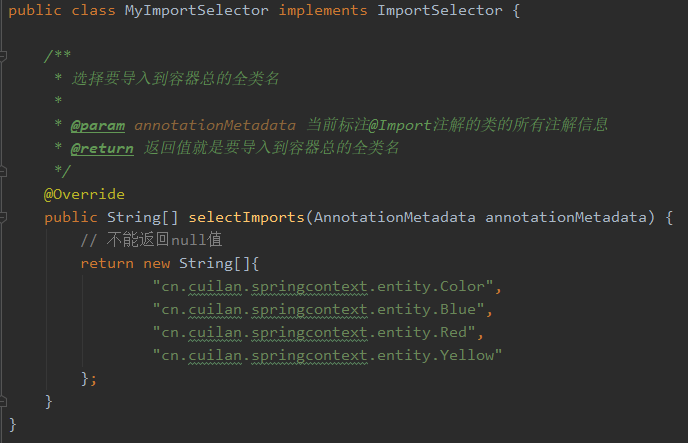 public class MyImportSelector implements ImportSelector {
/**
* 选择要导入到容器总的全类名
*
* @param annotationMetadata 当前标注@Import注解的类的所有注解信息
* @return 返回值就是要导入到容器总的全类名
*/
@Override
public String[] selectImports(AnnotationMetadata annotationMetadata) {
// 不能返回null值
return new String[]{
"cn.cuilan.springcontext.entity.Color",
"cn.cuilan.springcontext.entity.Blue",
"cn.cuilan.springcontext.entity.Red",
"cn.cuilan.springcontext.entity.Yellow"
};
}
}